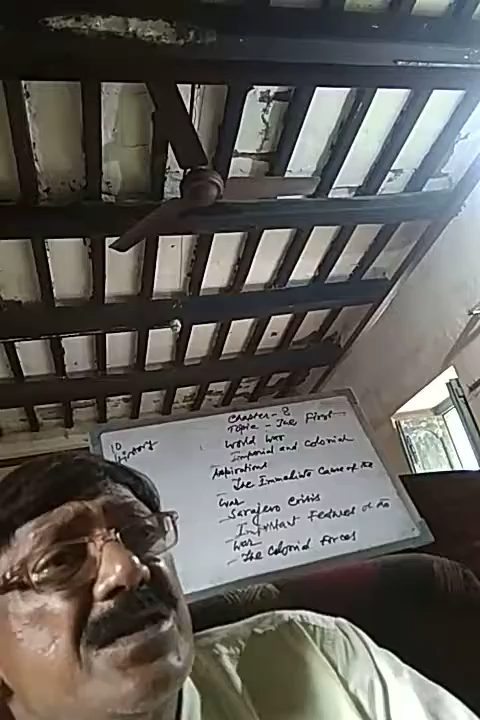 10
History
Chapter - 8
Topic - The First
World War
Imperial and colonial
Aspirations
- The Immediate Cause of the
War
- Sarajevo Crisis
- Important Features of the
War
- The Colonial Forces